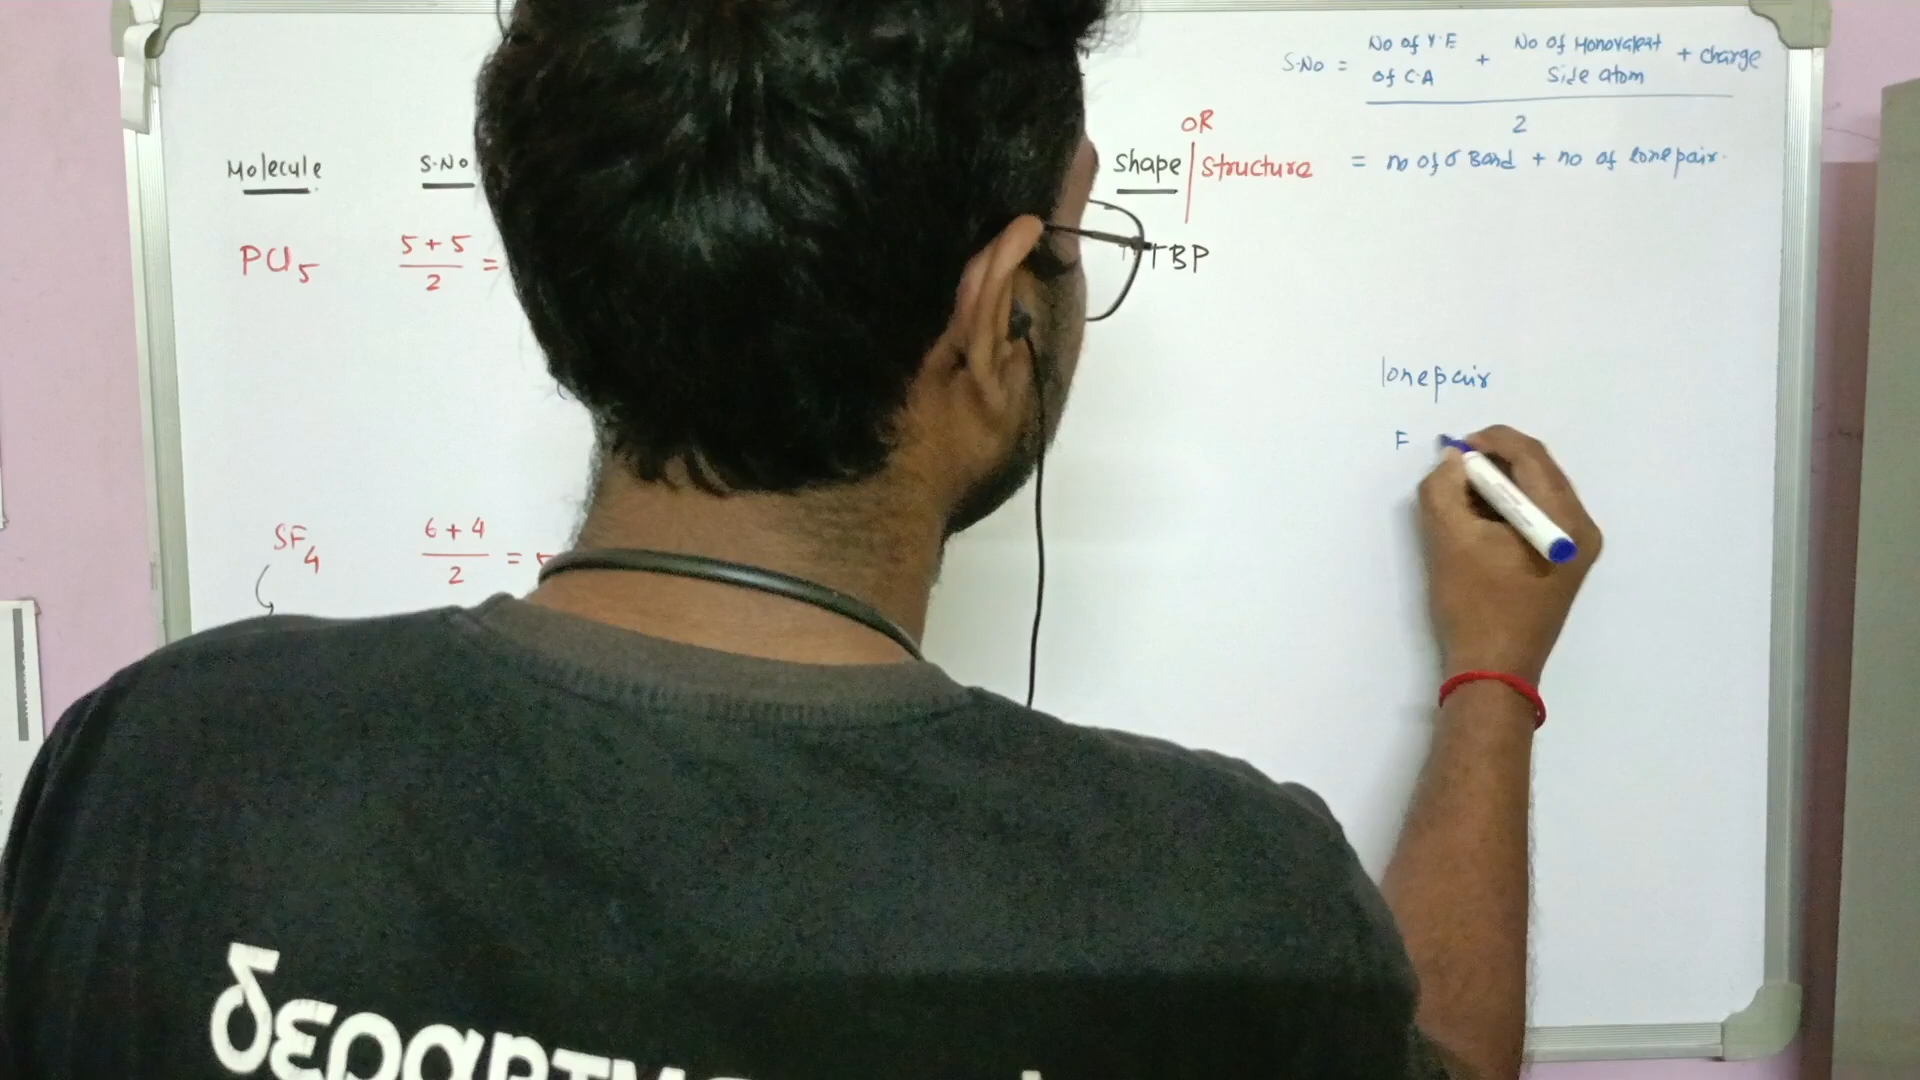 S.No = No of V.E of C.A + No of Monovalent Side atom + charge
2
= no of σ Bond + no of lonepair.
Molecule S.No Shape OR structure
PCl5 5 + 5 / 2 = TBP
lonepair
F
SF4 6 + 4 / 2 =
δεραρτμ